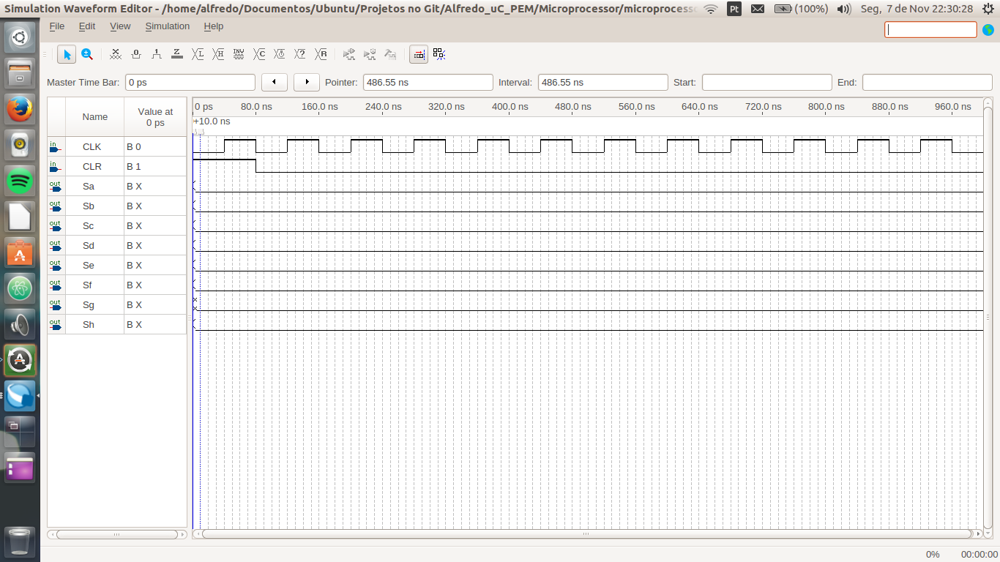 Simulation Waveform Editor - /home/alfredo/Documentos/Ubuntu/Projetos no Git/Alfredo_uC_PEM/Microprocessor/microprocesso
Pt (100%) Seg, 7 de Nov 22:30:28
File Edit View Simulation Help
Master Time Bar: 0 ps Pointer: 486.55 ns Interval: 486.55 ns Start: End:
Name Value at 0 ps
0 ps 80.0 ns 160.0 ns 240.0 ns 320.0 ns 400.0 ns 480.0 ns 560.0 ns 640.0 ns 720.0 ns 800.0 ns 880.0 ns 960.0 ns
+10.0 ns
in CLK B 0
in CLR B 1
out Sa B X
out Sb B X
out Sc B X
out Sd B X
out Se B X
out Sf B X
out Sg B X
out Sh B X
0% 00:00:00